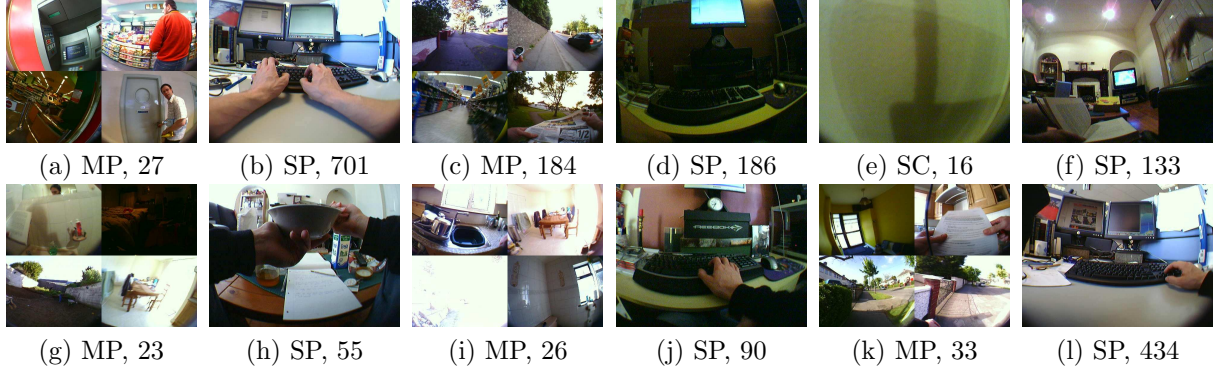 (a) MP, 27 (b) SP, 701 (c) MP, 184 (d) SP, 186 (e) SC, 16 (f) SP, 133
REEBOK
(g) MP, 23 (h) SP, 55 (i) MP, 26 (j) SP, 90 (k) MP, 33 (l) SP, 434